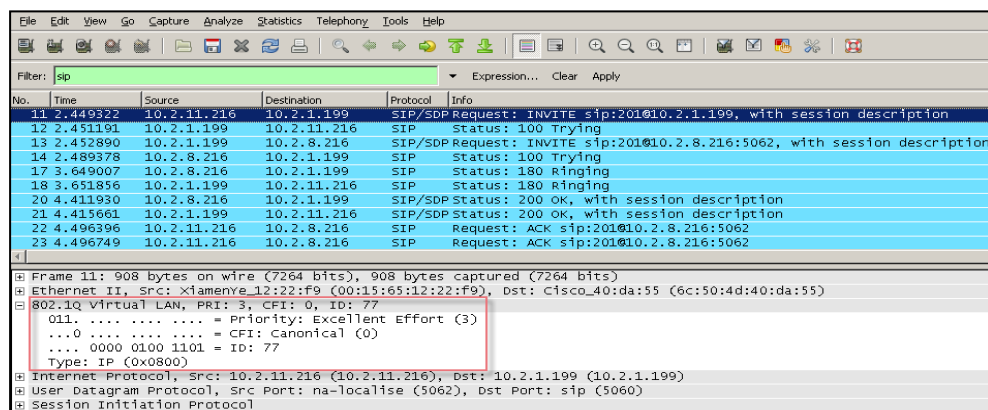 File Edit View Go Capture Analyze Statistics Telephony Tools Help
Filter: sip Expression... Clear Apply
No. Time Source Destination Protocol Info
11 2.449322 10.2.11.216 10.2.1.199 SIP/SDP Request: INVITE sip:201@10.2.1.199, with session description
12 2.451191 10.2.1.199 10.2.11.216 SIP Status: 100 Trying
13 2.452890 10.2.1.199 10.2.8.216 SIP/SDP Request: INVITE sip:201@10.2.8.216:5062, with session description
14 2.489378 10.2.8.216 10.2.1.199 SIP Status: 100 Trying
17 3.649007 10.2.8.216 10.2.1.199 SIP Status: 180 Ringing
18 3.651856 10.2.1.199 10.2.11.216 SIP Status: 180 Ringing
20 4.411930 10.2.8.216 10.2.1.199 SIP/SDP Status: 200 OK, with session description
21 4.415661 10.2.1.199 10.2.11.216 SIP/SDP Status: 200 OK, with session description
22 4.496396 10.2.11.216 10.2.8.216 SIP Request: ACK sip:201@10.2.8.216:5062
23 4.496749 10.2.11.216 10.2.8.216 SIP Request: ACK sip:201@10.2.8.216:5062
Frame 11: 908 bytes on wire (7264 bits), 908 bytes captured (7264 bits)
Ethernet II, Src: XiamenYe_12:22:f9 (00:15:65:12:22:f9), Dst: Cisco_40:da:55 (6c:50:4d:40:da:55)
802.1Q Virtual LAN, PRI: 3, CFI: 0, ID: 77
011. .... .... .... = Priority: Excellent Effort (3)
...0 .... .... .... = CFI: Canonical (0)
.... 0000 0100 1101 = ID: 77
Type: IP (0x0800)
Internet Protocol, Src: 10.2.11.216 (10.2.11.216), Dst: 10.2.1.199 (10.2.1.199)
User Datagram Protocol, Src Port: na-localise (5062), Dst Port: sip (5060)
Session Initiation Protocol